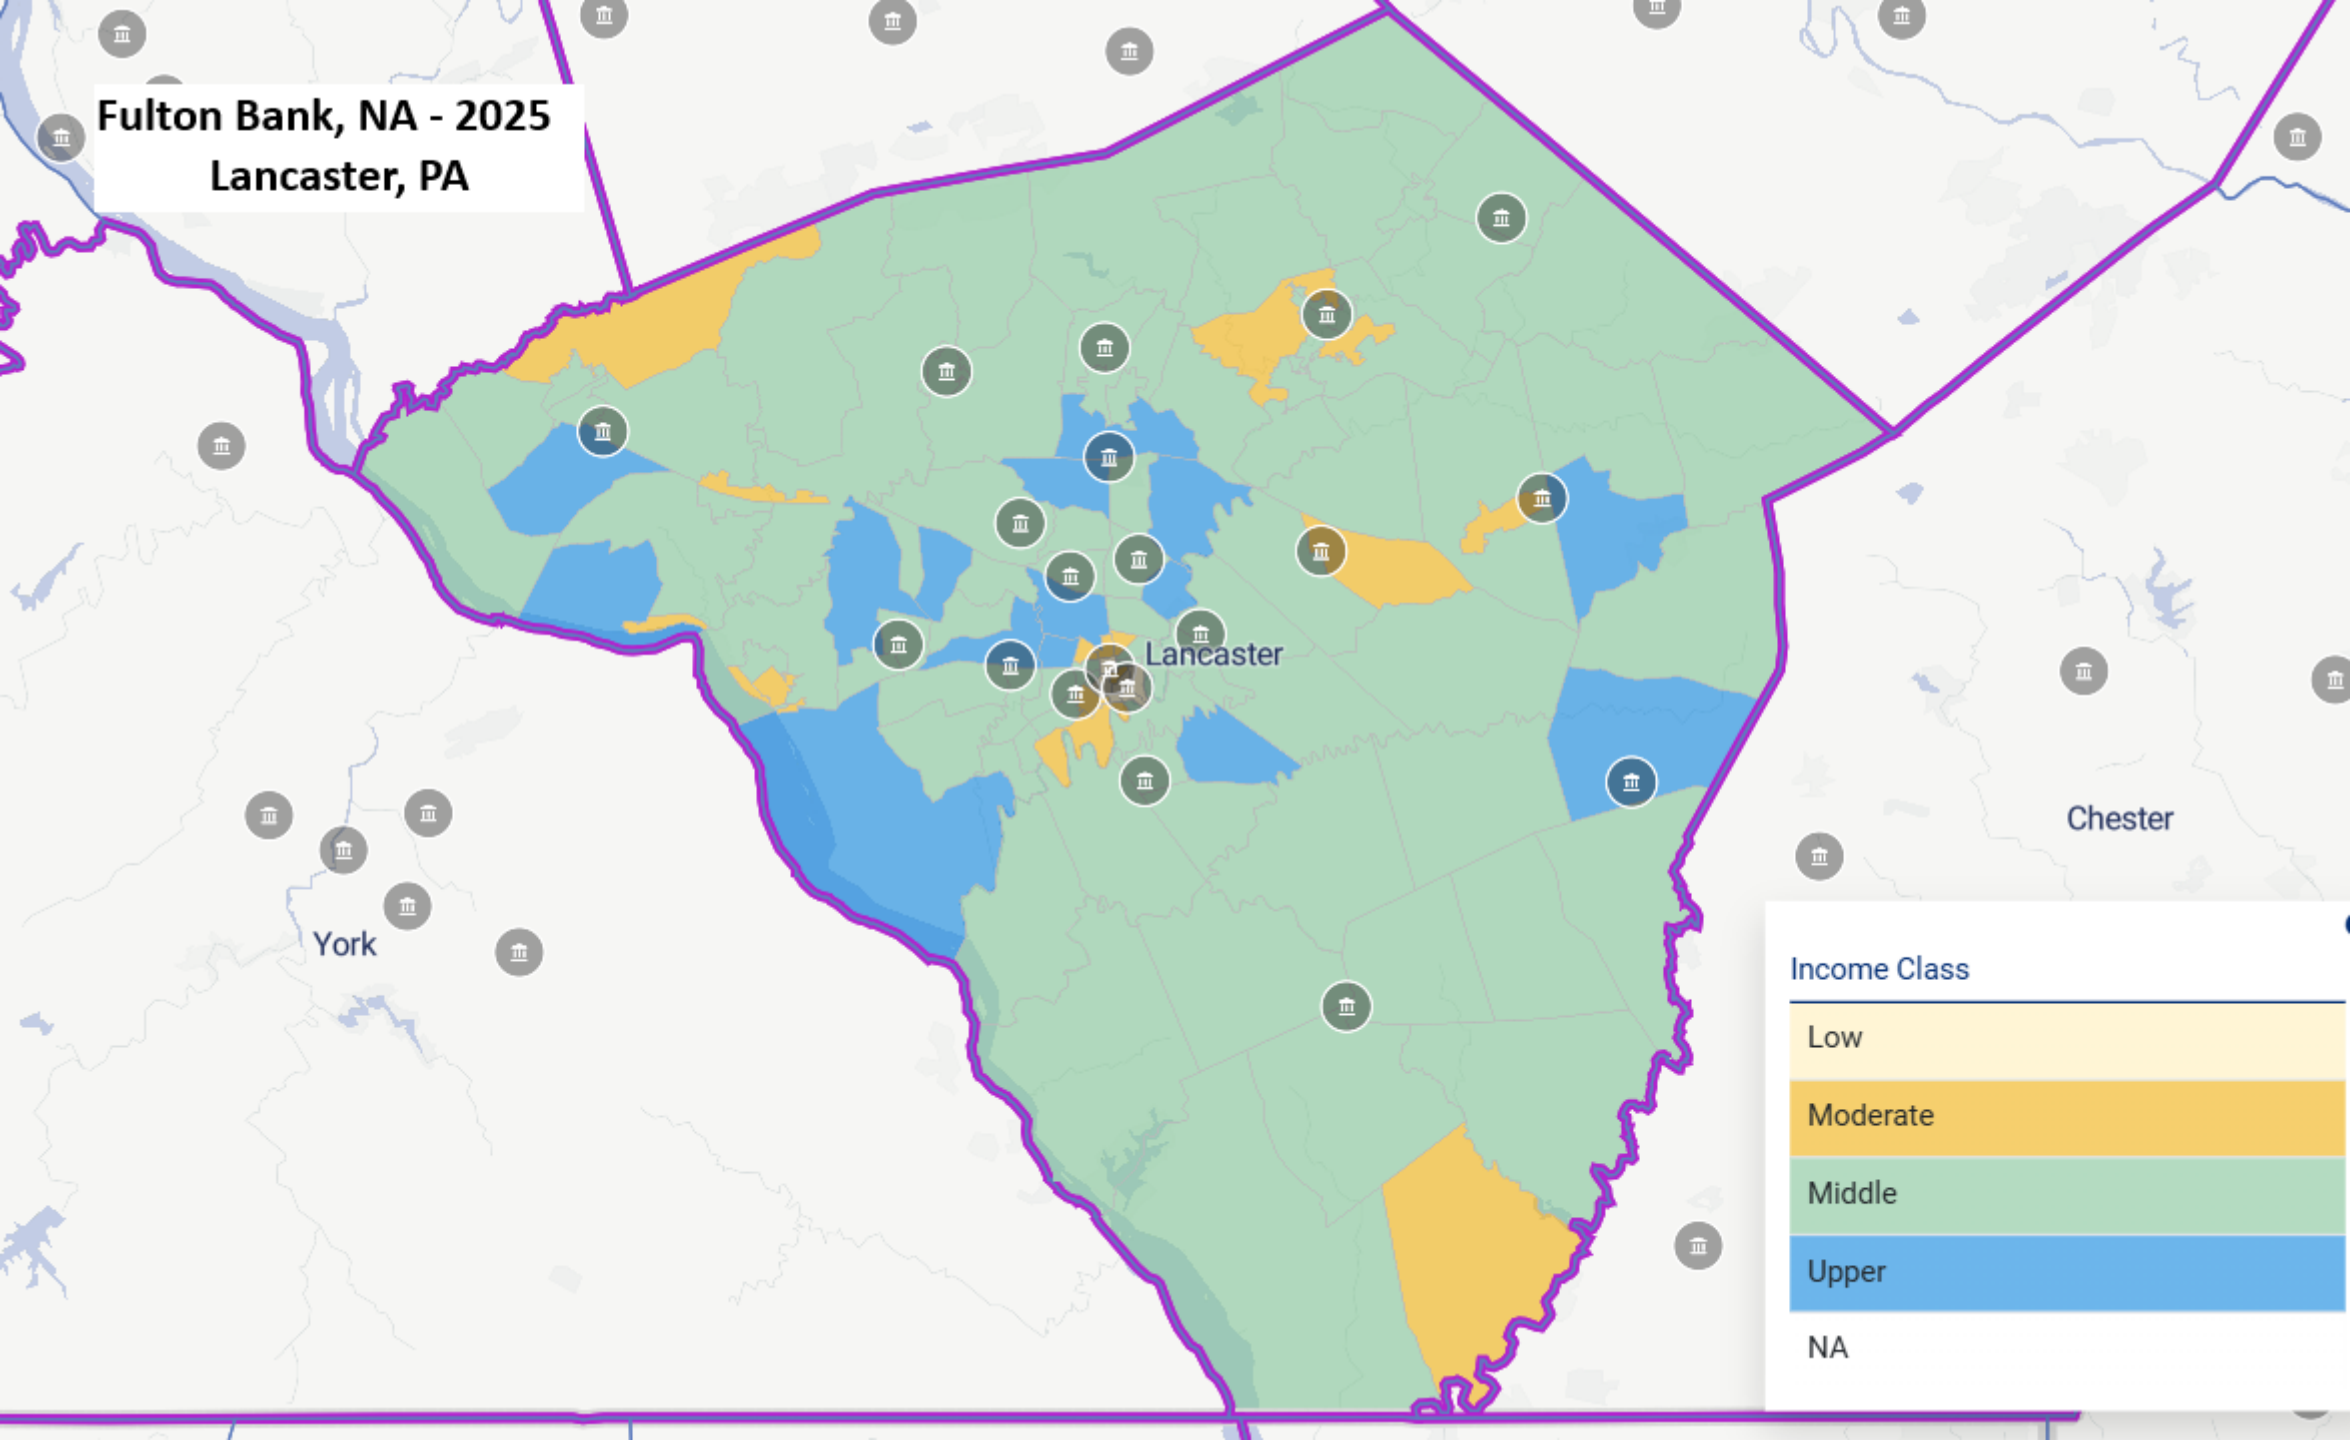 Fulton Bank, NA - 2025
Lancaster, PA
Lancaster
Chester
York
Income Class
Low
Moderate
Middle
Upper
NA